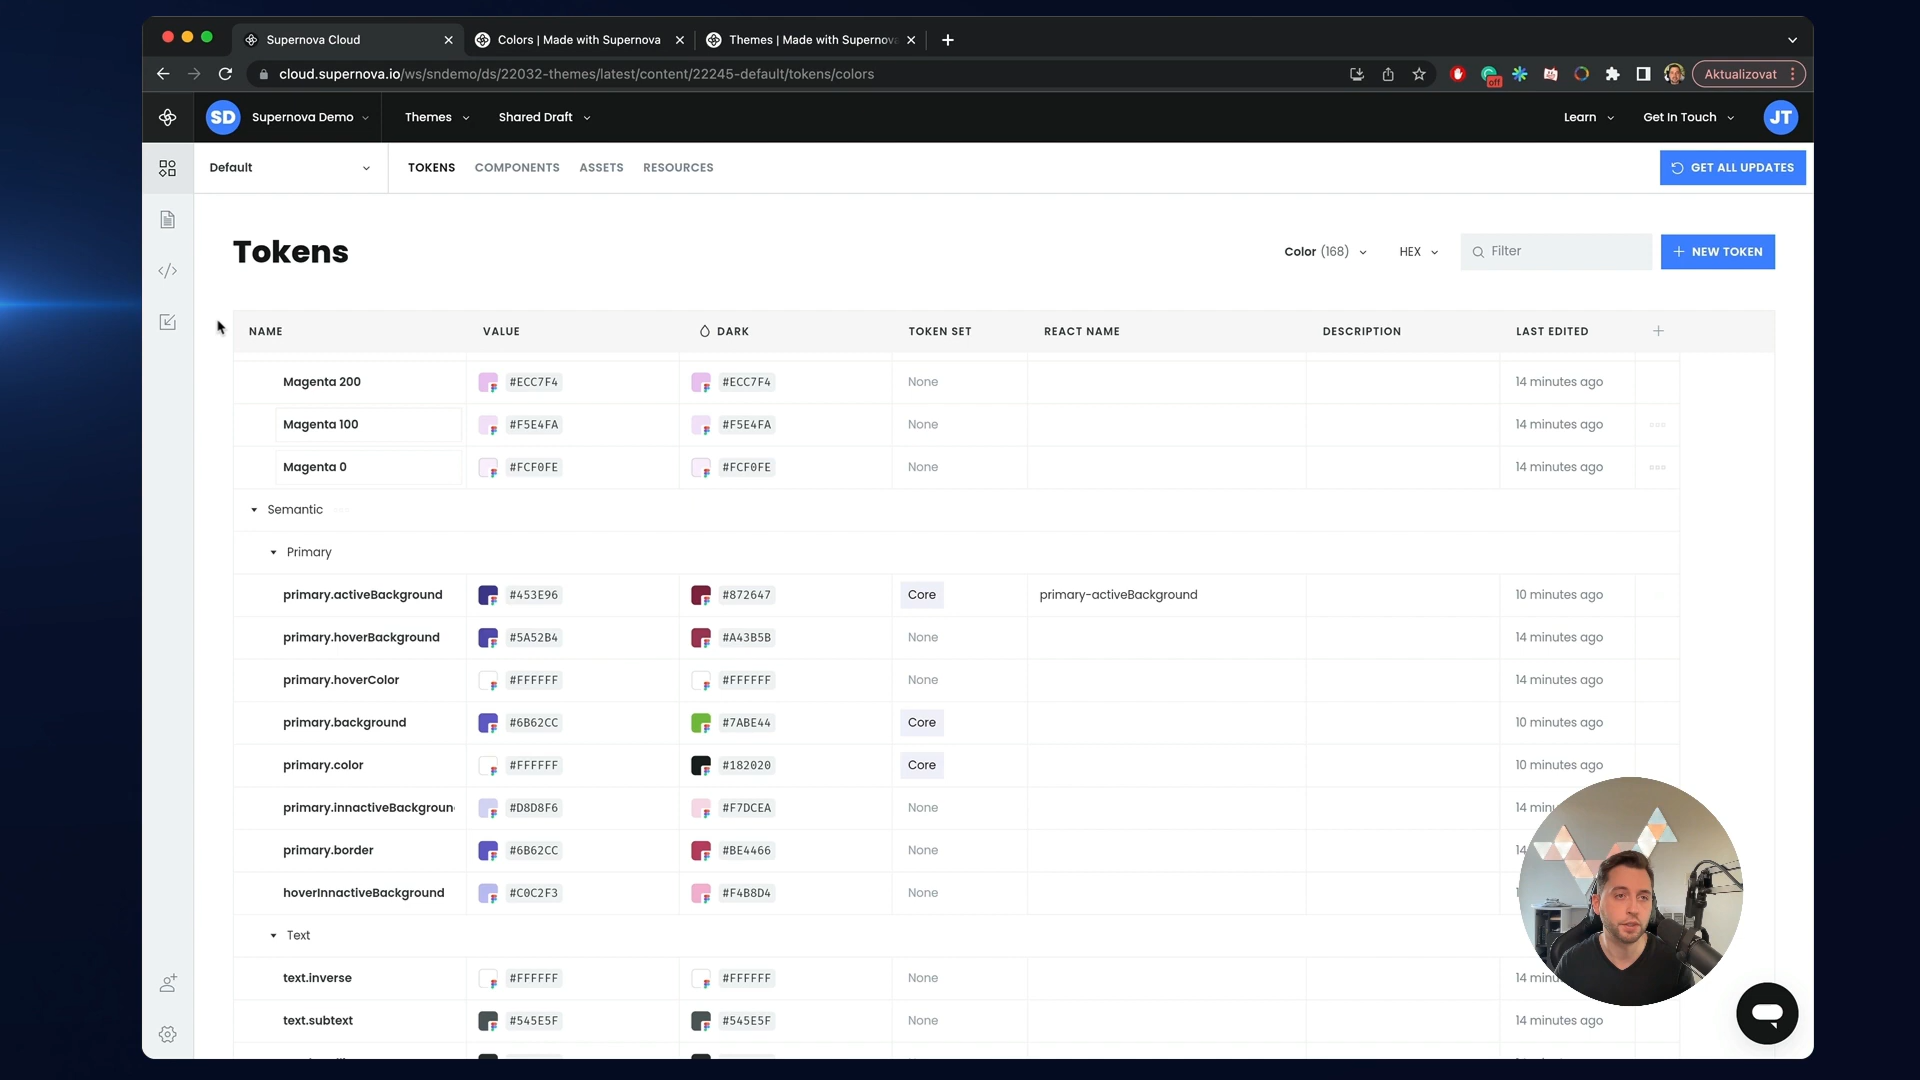 Supernova Cloud
Colors | Made with Supernova
Themes | Made with Supernova
cloud.supernova.io/ws/sndemo/ds/22032-themes/latest/content/22245-default/tokens/colors
off
Aktualizovat
SD Supernova Demo
Themes
Shared Draft
Learn
Get In Touch
JT
Default
TOKENS COMPONENTS ASSETS RESOURCES
GET ALL UPDATES
Tokens
Color (168)
HEX
Filter
NEW TOKEN
NAME VALUE DARK TOKEN SET REACT NAME DESCRIPTION LAST EDITED
Magenta 200 #ECC7F4 #ECC7F4 None 14 minutes ago
Magenta 100 #F5E4FA #F5E4FA None 14 minutes ago
Magenta 0 #FCF0FE #FCF0FE None 14 minutes ago
Semantic
Primary
primary.activeBackground #453E96 #872647 Core primary-activeBackground 10 minutes ago
primary.hoverBackground #5A52B4 #A43B5B None 14 minutes ago
primary.hoverColor #FFFFFF #FFFFFF None 14 minutes ago
primary.background #6B62CC #7ABE44 Core 10 minutes ago
primary.color #FFFFFF #182020 Core 10 minutes ago
primary.innactiveBackgroun #D8D8F6 #F7DCEA None 14 minu
primary.border #6B62CC #BE4466 None 14
hoverInnactiveBackground #C0C2F3 #F4B8D4 None 1
Text
text.inverse #FFFFFF #FFFFFF None 14 minu
text.subtext #545E5F #545E5F None 14 minutes ago